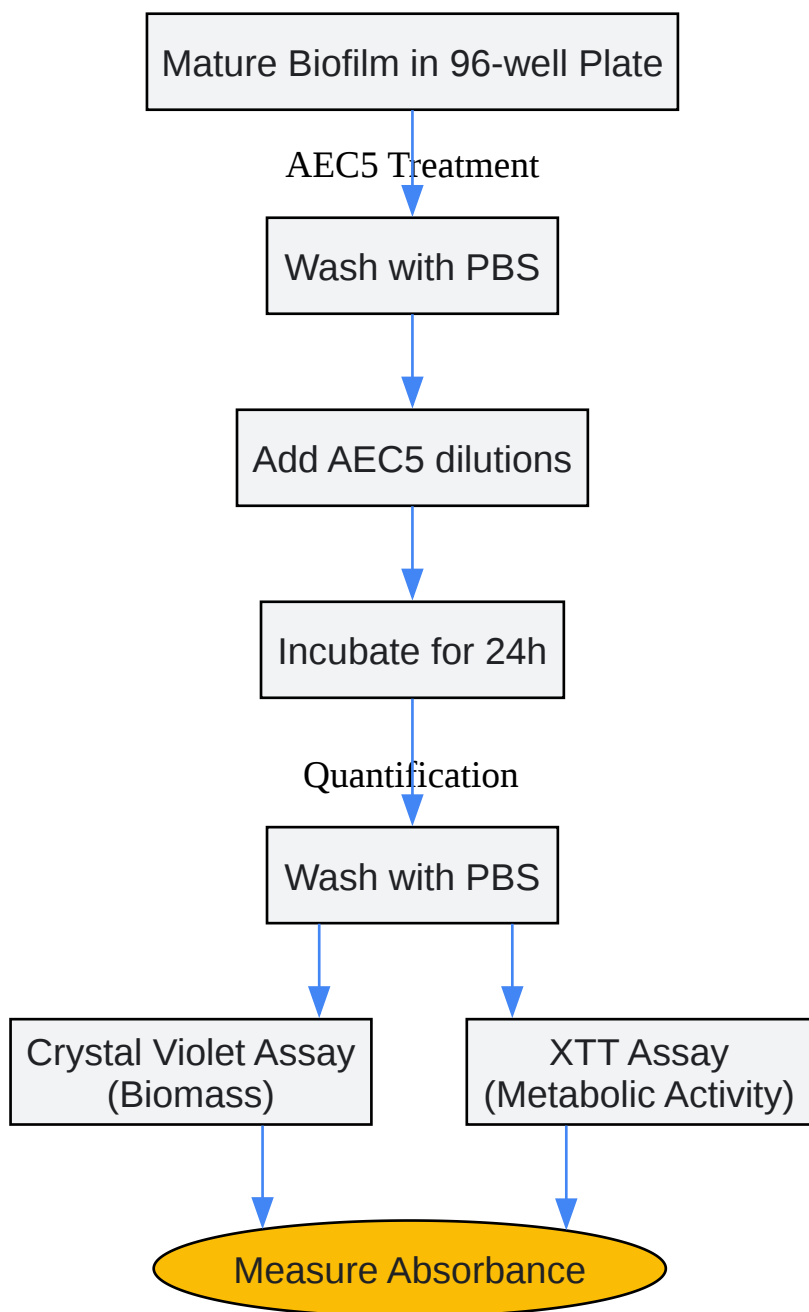 Mature Biofilm in 96-well Plate
AEC5 Treatment
Wash with PBS
Add AEC5 dilutions
Incubate for 24h
Quantification
Wash with PBS
Crystal Violet Assay
(Biomass)
XTT Assay
(Metabolic Activity)
Measure Absorbance